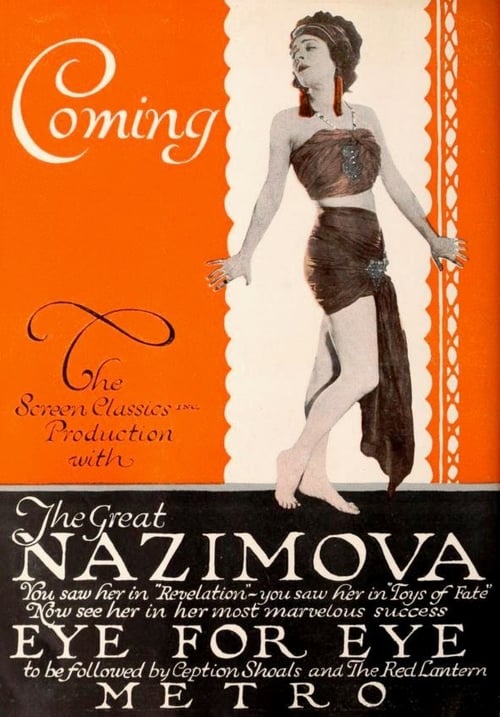 Coming
The
Screen Classics INC.
Production
with
The Great
NAZIMOVA
You saw her in "Revelation"-you saw her in "Toys of Fate"
Now see her in her most marvelous success
EYE FOR EYE
to be followed by Ception Shoals and The Red Lantern
METRO